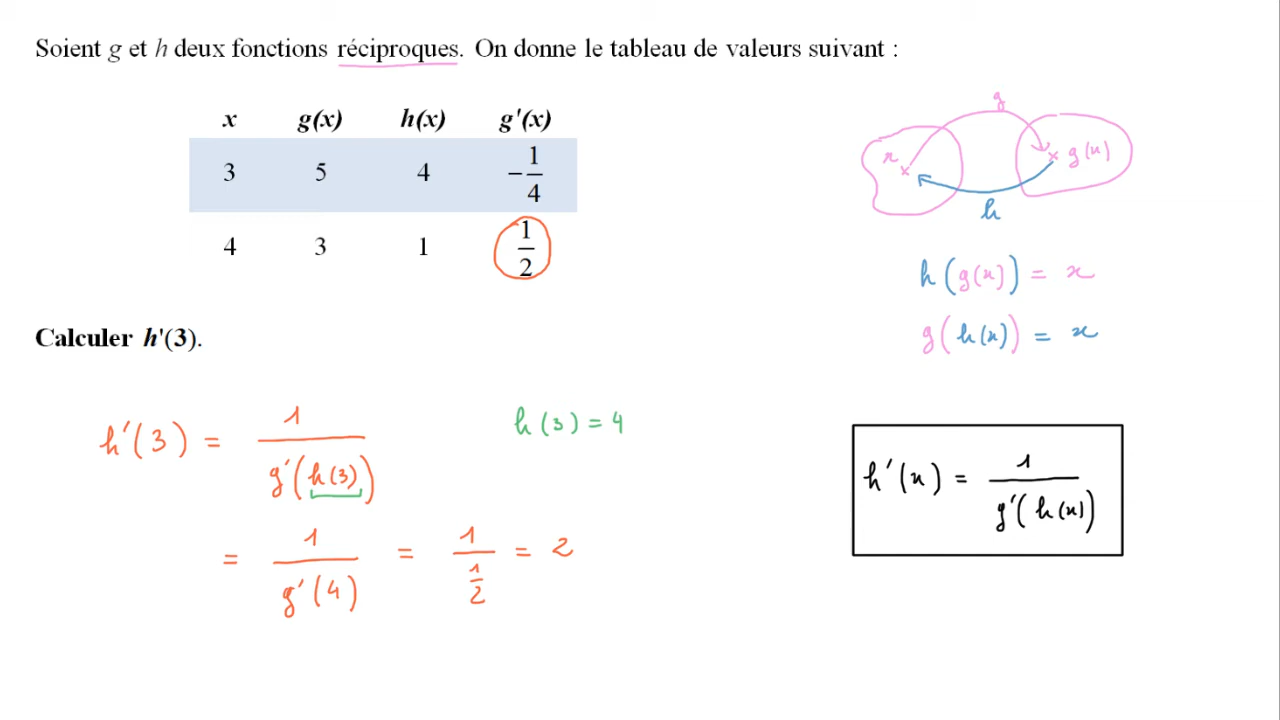 Soient g et h deux fonctions réciproques. On donne le tableau de valeurs suivant :
x g(x) h(x) g'(x)
3 5 4 -1/4
4 3 1 1/2
Calculer h'(3).
g
x g(x)
h
h(g(x)) = x
g(h(x)) = x
h'(3) = 1/g'(h(3))
h(3) = 4
= 1/g'(4) = 1/(1/2) = 2
h'(x) = 1/g'(h(x))